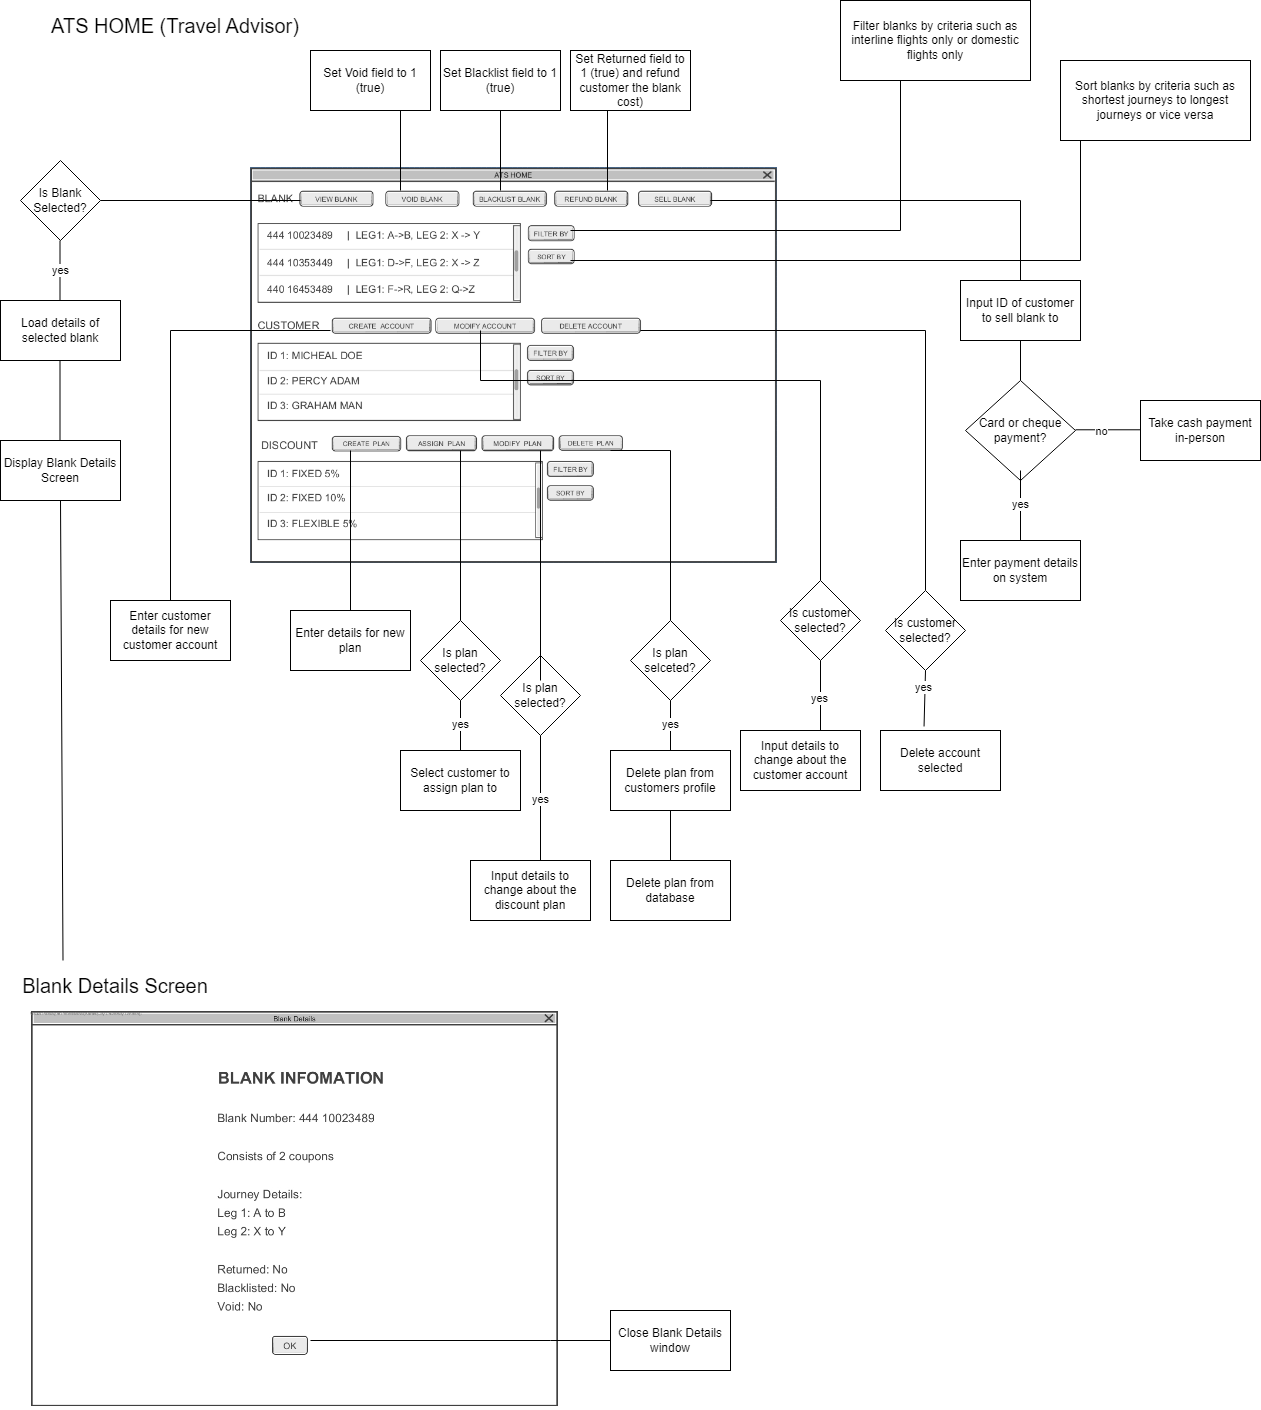 ATS HOME (Travel Advisor)
Filter blanks by criteria such as
interline flights only or domestic
flights only
Set Void field to 1
(true)
Set Blacklist field to 1
(true)
Set Returned field to
1 (true) and refund
customer the blank
cost)
Sort blanks by criteria such as
shortest journeys to longest
journeys or vice versa
Is Blank
Selected?
yes
Load details of
selected blank
Display Blank Details
Screen
ATS HOME
BLANK
VIEW BLANK
VOID BLANK
BLACKLIST BLANK
REFUND BLANK
SELL BLANK
444 10023489 | LEG1: A->B, LEG 2: X -> Y
444 10353449 | LEG1: D->F, LEG 2: X -> Z
440 16453489 | LEG1: F->R, LEG 2: Q->Z
FILTER BY
SORT BY
CUSTOMER
CREATE ACCOUNT
MODIFY ACCOUNT
DELETE ACCOUNT
ID 1: MICHEAL DOE
ID 2: PERCY ADAM
ID 3: GRAHAM MAN
FILTER BY
SORT BY
DISCOUNT
CREATE PLAN
ASSIGN PLAN
MODIFY PLAN
DELETE PLAN
ID 1: FIXED 5%
ID 2: FIXED 10%
ID 3: FLEXIBLE 5%
FILTER BY
SORT BY
Input ID of customer
to sell blank to
Card or cheque
payment?
no
Take cash payment
in-person
yes
Enter payment details
on system
Enter customer
details for new
customer account
Enter details for new
plan
Is plan
selected?
yes
Select customer to
assign plan to
Is plan
selected?
yes
Input details to
change about the
discount plan
Is plan
selceted?
yes
Delete plan from
customers profile
Delete plan from
database
Is customer
selected?
yes
Input details to
change about the
customer account
Is customer
selected?
yes
Delete account
selected
Blank Details Screen
Blank Details
BLANK INFOMATION
Blank Number: 444 10023489
Consists of 2 coupons
Journey Details:
Leg 1: A to B
Leg 2: X to Y
Returned: No
Blacklisted: No
Void: No
OK
Close Blank Details
window